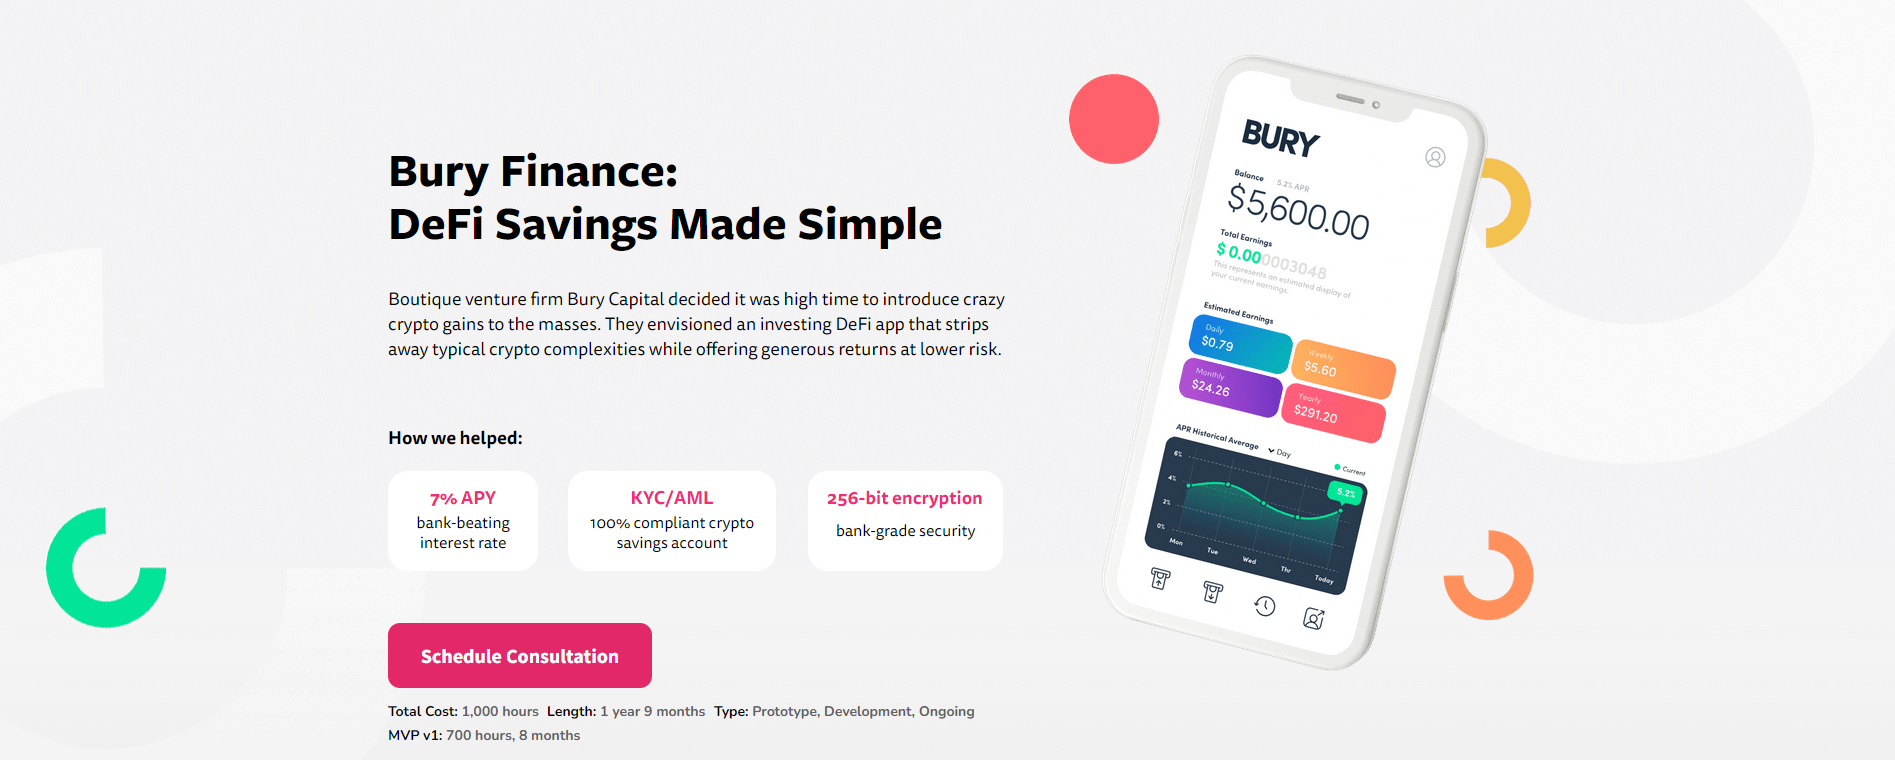 Bury Finance:
DeFi Savings Made Simple
Boutique venture firm Bury Capital decided it was high time to introduce crazy
crypto gains to the masses. They envisioned an investing DeFi app that strips
away typical crypto complexities while offering generous returns at lower risk.
How we helped:
7% APY
bank-beating
interest rate
KYC/AML
100% compliant crypto
savings account
256-bit encryption
bank-grade security
Schedule Consultation
Total Cost: 1,000 hours Length: 1 year 9 months Type: Prototype, Development, Ongoing
MVP v1: 700 hours, 8 months
BURY
Balance 5.2% APR
$5,600.00
Total Earnings
$ 0.000003048
This represents an estimated display of
your current earnings.
Estimated Earnings
Daily
$0.79
Weekly
$5.60
Monthly
$24.26
Yearly
$291.20
APR Historical Average Day
Current
6%
4%
2%
0%
5.2%
Mon Tue Wed Thr Today